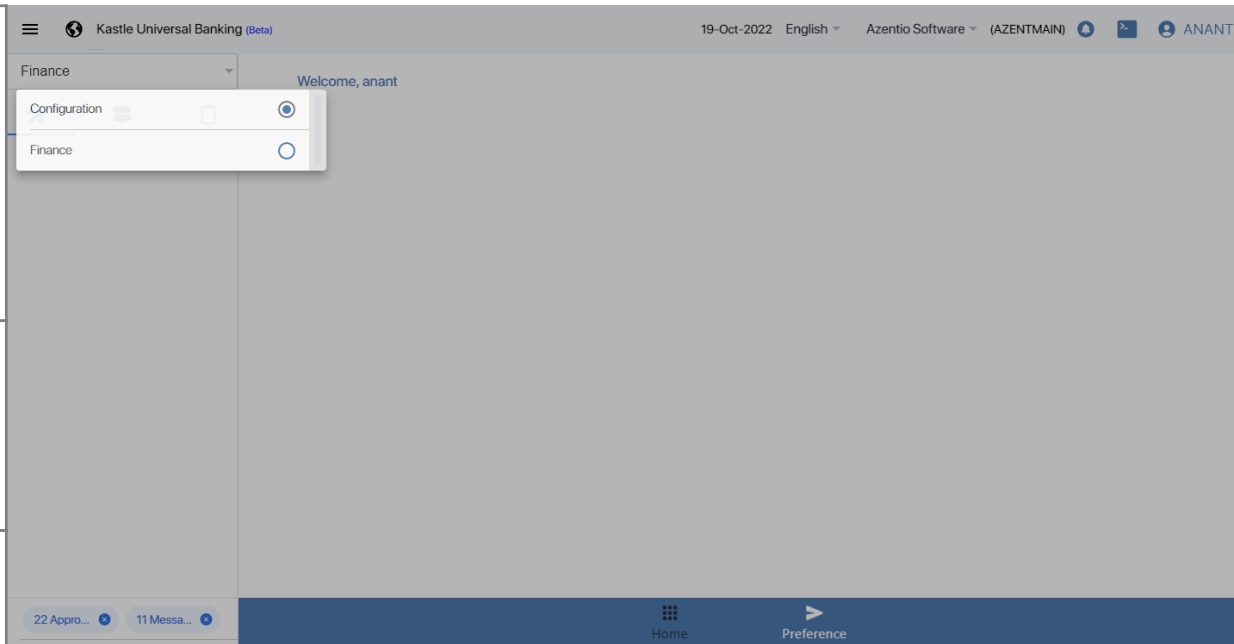 Kastle Universal Banking (Beta) 19-Oct-2022 English Azentio Software (AZENTMAIN) ANANT
Finance
Welcome, anant
Configuration
Finance
22 Appro... 11 Messa...
Home Preference